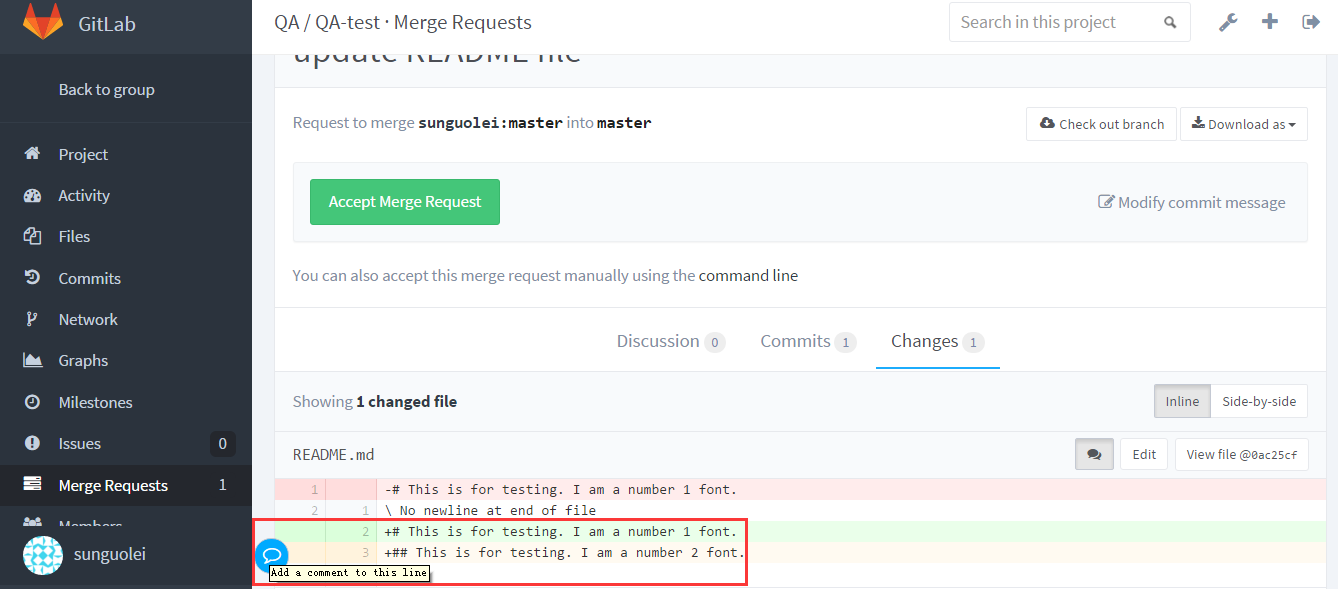 GitLab
QA / QA-test · Merge Requests
Search in this project
Back to group
Project
Activity
Files
Commits
Network
Graphs
Milestones
Issues 0
Merge Requests 1
Members
sunguolei
update README file
Request to merge sunguolei:master into master
Check out branch
Download as
Accept Merge Request
Modify commit message
You can also accept this merge request manually using the command line
Discussion 0
Commits 1
Changes 1
Showing 1 changed file
Inline
Side-by-side
README.md
Edit
View file @0ac25cf
1 -# This is for testing. I am a number 1 font.
2 1 \ No newline at end of file
2 +# This is for testing. I am a number 1 font.
3 +## This is for testing. I am a number 2 font.
Add a comment to this line